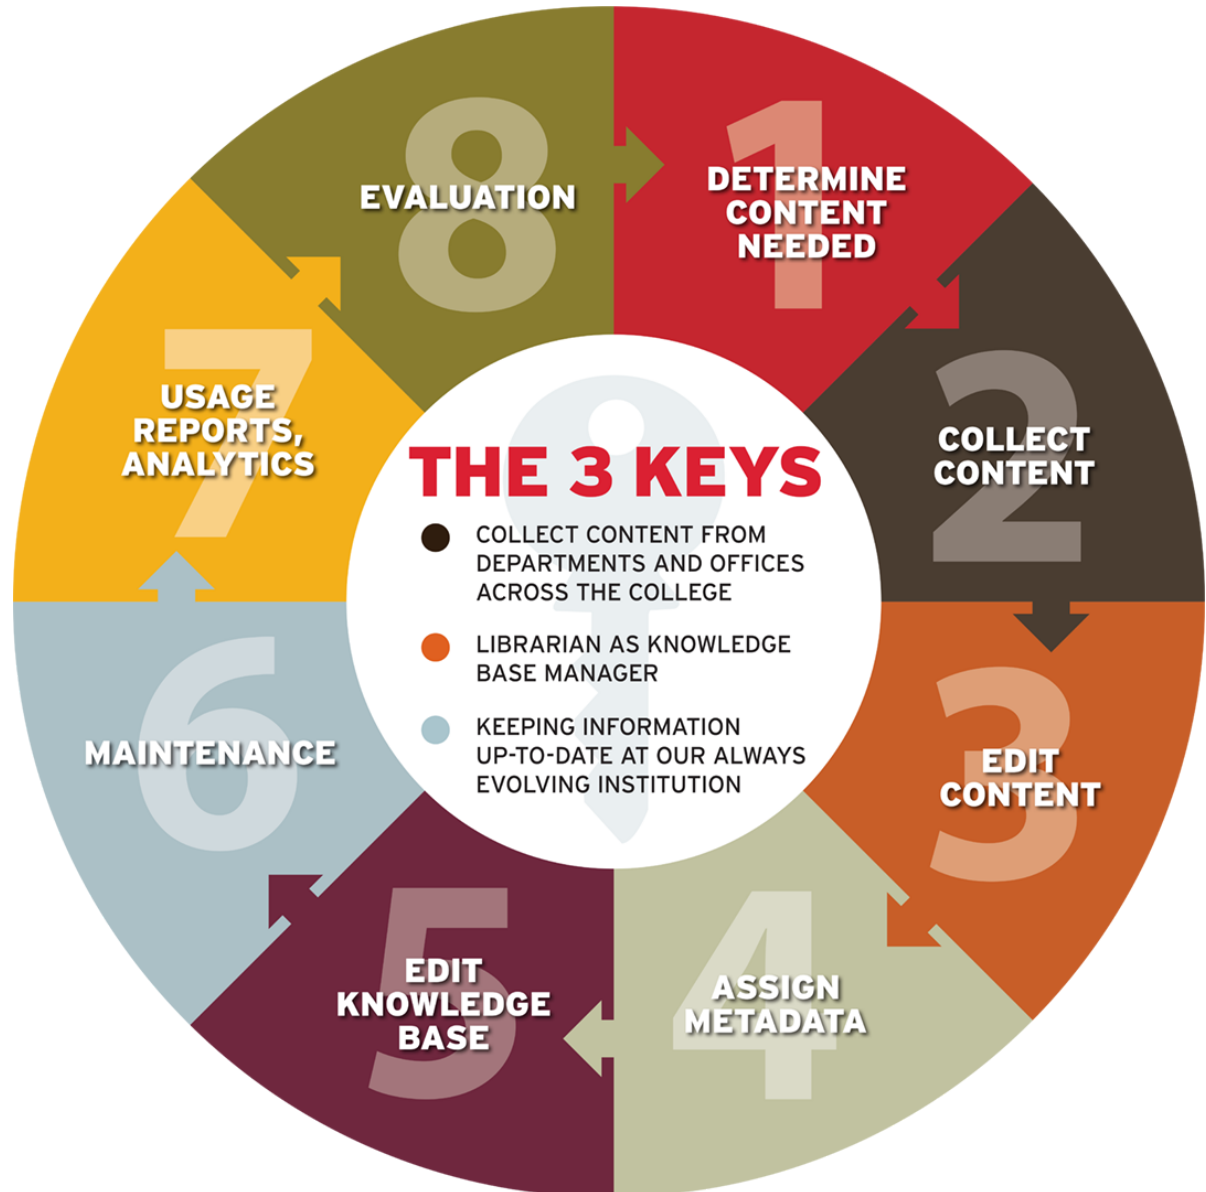 1
DETERMINE
CONTENT
NEEDED
2
COLLECT
CONTENT
3
EDIT
CONTENT
4
ASSIGN
METADATA
5
EDIT
KNOWLEDGE
BASE
6
MAINTENANCE
7
USAGE
REPORTS,
ANALYTICS
8
EVALUATION
THE 3 KEYS
COLLECT CONTENT FROM
DEPARTMENTS AND OFFICES
ACROSS THE COLLEGE
LIBRARIAN AS KNOWLEDGE
BASE MANAGER
KEEPING INFORMATION
UP-TO-DATE AT OUR ALWAYS
EVOLVING INSTITUTION